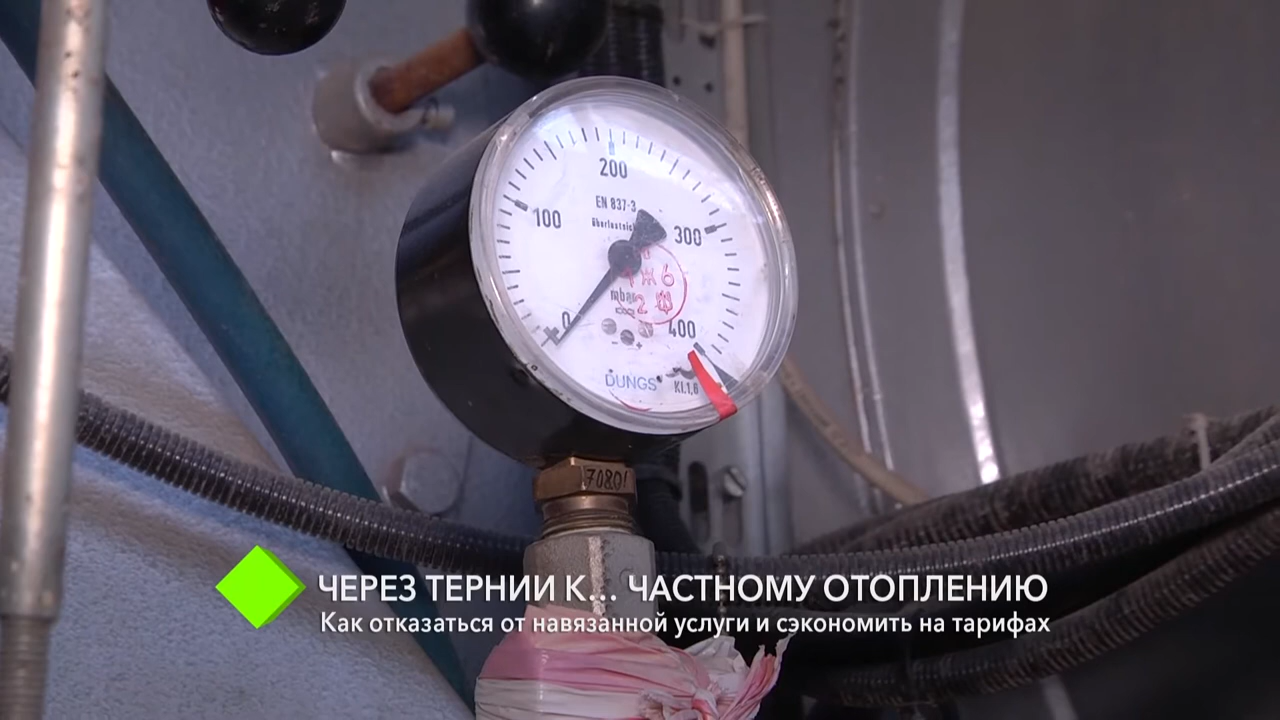 200
EN 837-3
100
300
mbar
0
400
DUNGS
Kl.1,6
70801
ЧЕРЕЗ ТЕРНИИ К... ЧАСТНОМУ ОТОПЛЕНИЮ
Как отказаться от навязанной услуги и сэкономить на тарифах